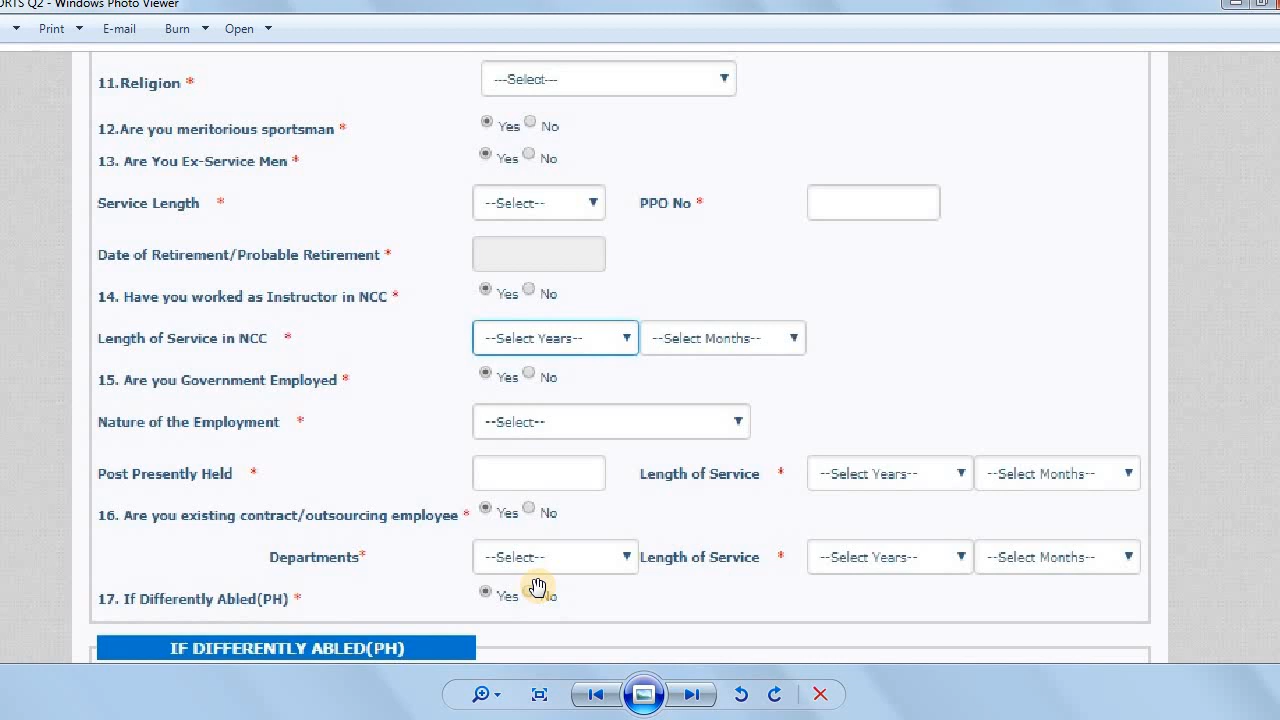 ORTS Q2 - Windows Photo Viewer
Print E-mail Burn Open
11.Religion * ---Select---
12.Are you meritorious sportsman * Yes No
13. Are You Ex-Service Men * Yes No
Service Length * --Select-- PPO No *
Date of Retirement/Probable Retirement *
14. Have you worked as Instructor in NCC * Yes No
Length of Service in NCC * --Select Years-- --Select Months--
15. Are you Government Employed * Yes No
Nature of the Employment * --Select--
Post Presently Held * Length of Service * --Select Years-- --Select Months--
16. Are you existing contract/outsourcing employee * Yes No
Departments* --Select-- Length of Service * --Select Years-- --Select Months--
17. If Differently Abled(PH) * Yes No
IF DIFFERENTLY ABLED(PH)